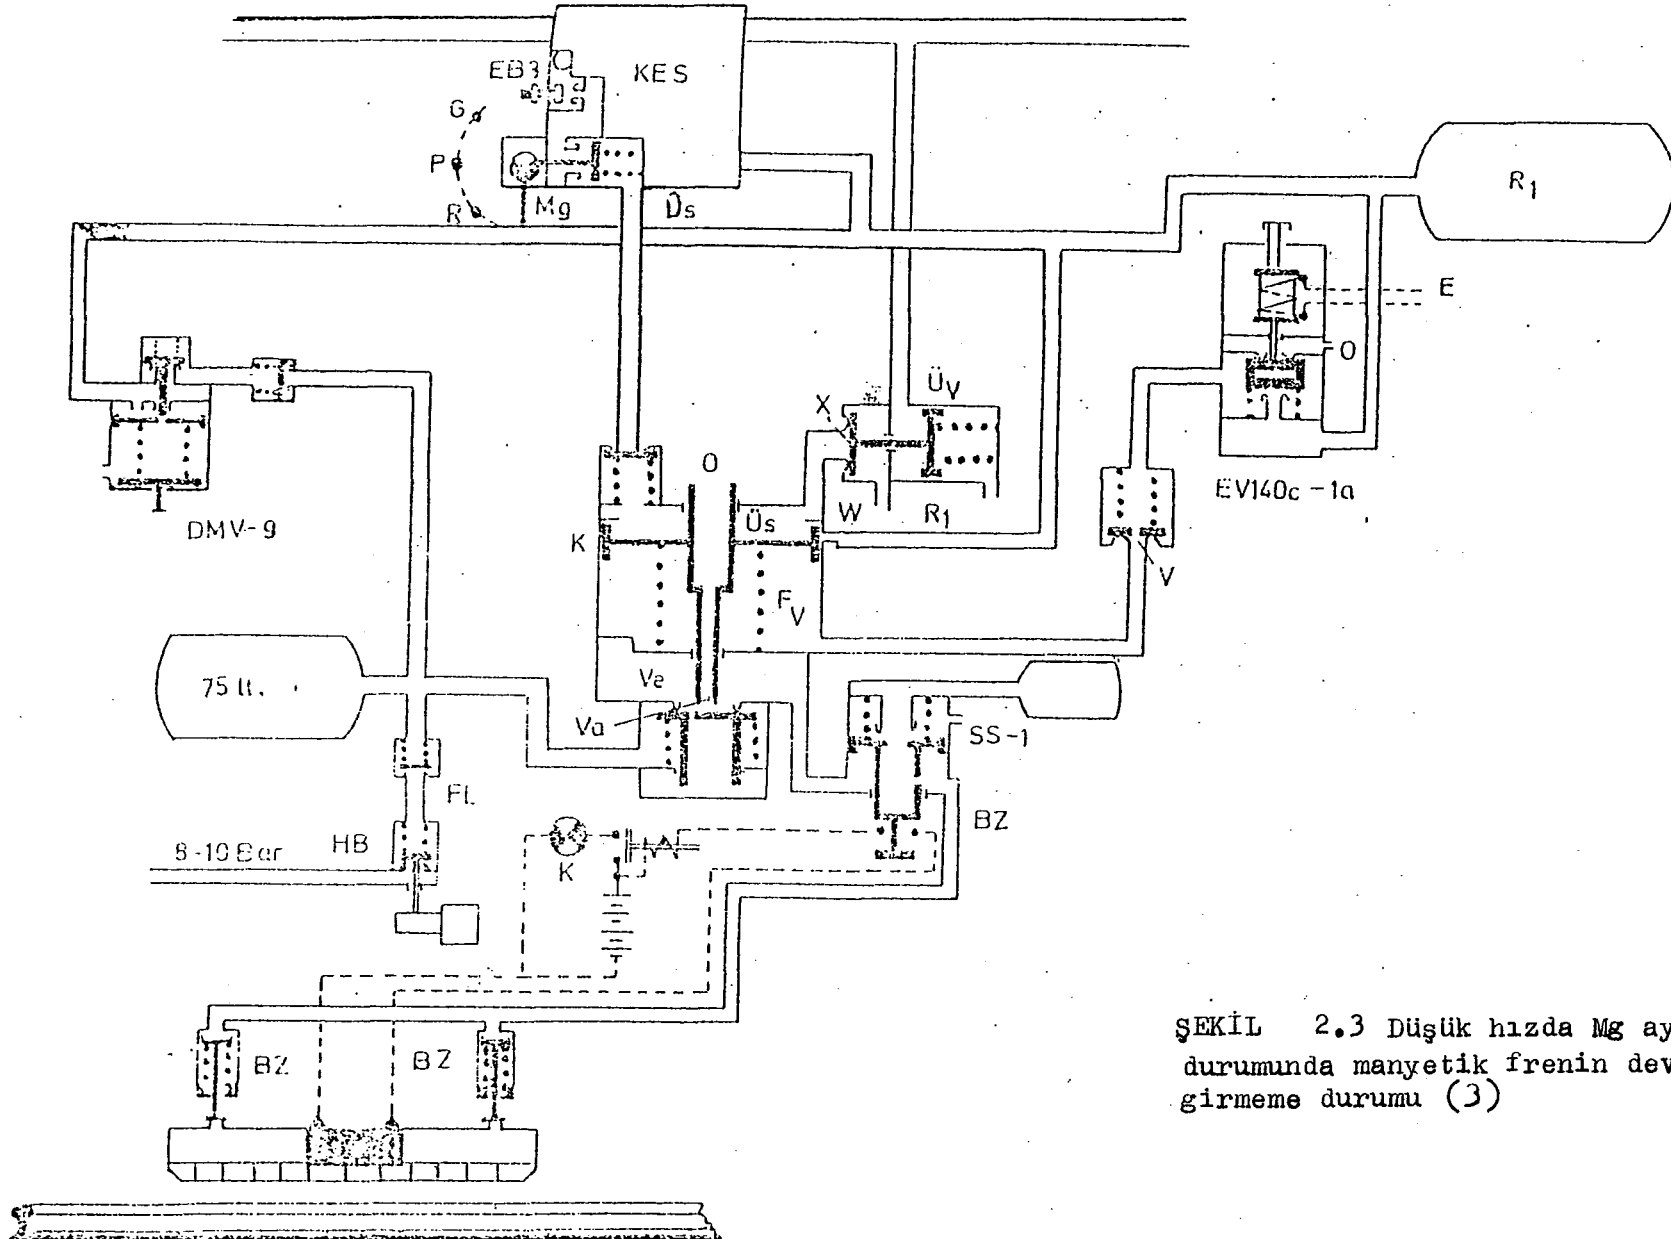 EB3
KES
G
P
R
Mg
Ds
R1
E
O
EV140c-1a
DMV-9
X
Üv
O
Üs
W
R1
K
Fv
V
75 lt.
Ve
Va
SS-1
FL
BZ
8-10 Bar
HB
K
BZ
BZ
ŞEKİL 2.3 Düşük hızda Mg
durumunda manyetik frenin
girmeme durumu (3)